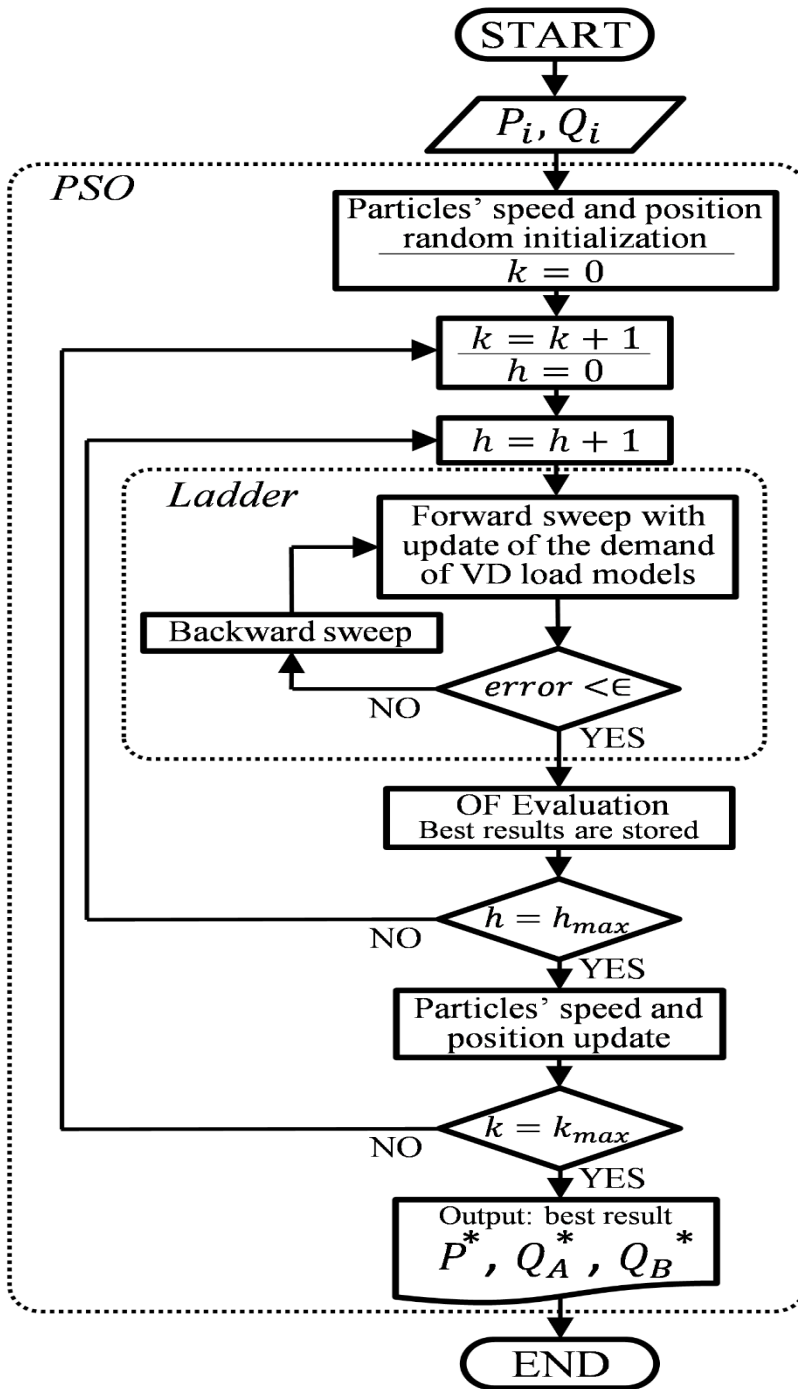 START
P_i, Q_i
PSO
Particles' speed and position
random initialization
k = 0
k = k + 1
h = 0
h = h + 1
Ladder
Forward sweep with
update of the demand
of VD load models
Backward sweep
error <∈
NO
YES
OF Evaluation
Best results are stored
h = h_max
NO
YES
Particles' speed and
position update
k = k_max
NO
YES
Output: best result
P*, Q_A*, Q_B*
END